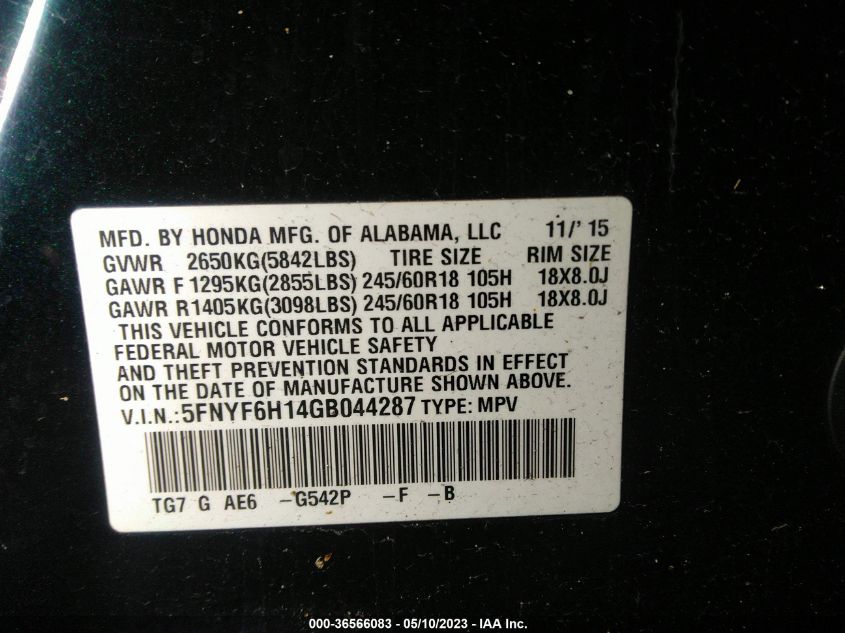 MFD. BY HONDA MFG. OF ALABAMA, LLC 11/' 15
GVWR 2650KG(5842LBS) TIRE SIZE RIM SIZE
GAWR F 1295KG(2855LBS) 245/60R18 105H 18X8.0J
GAWR R1405KG(3098LBS) 245/60R18 105H 18X8.0J
THIS VEHICLE CONFORMS TO ALL APPLICABLE
FEDERAL MOTOR VEHICLE SAFETY
AND THEFT PREVENTION STANDARDS IN EFFECT
ON THE DATE OF MANUFACTURE SHOWN ABOVE.
V.I.N.:5FNYF6H14GB044287 TYPE: MPV
TG7 G AE6 –G542P –F –B
000-36566083 - 05/10/2023 - IAA Inc.